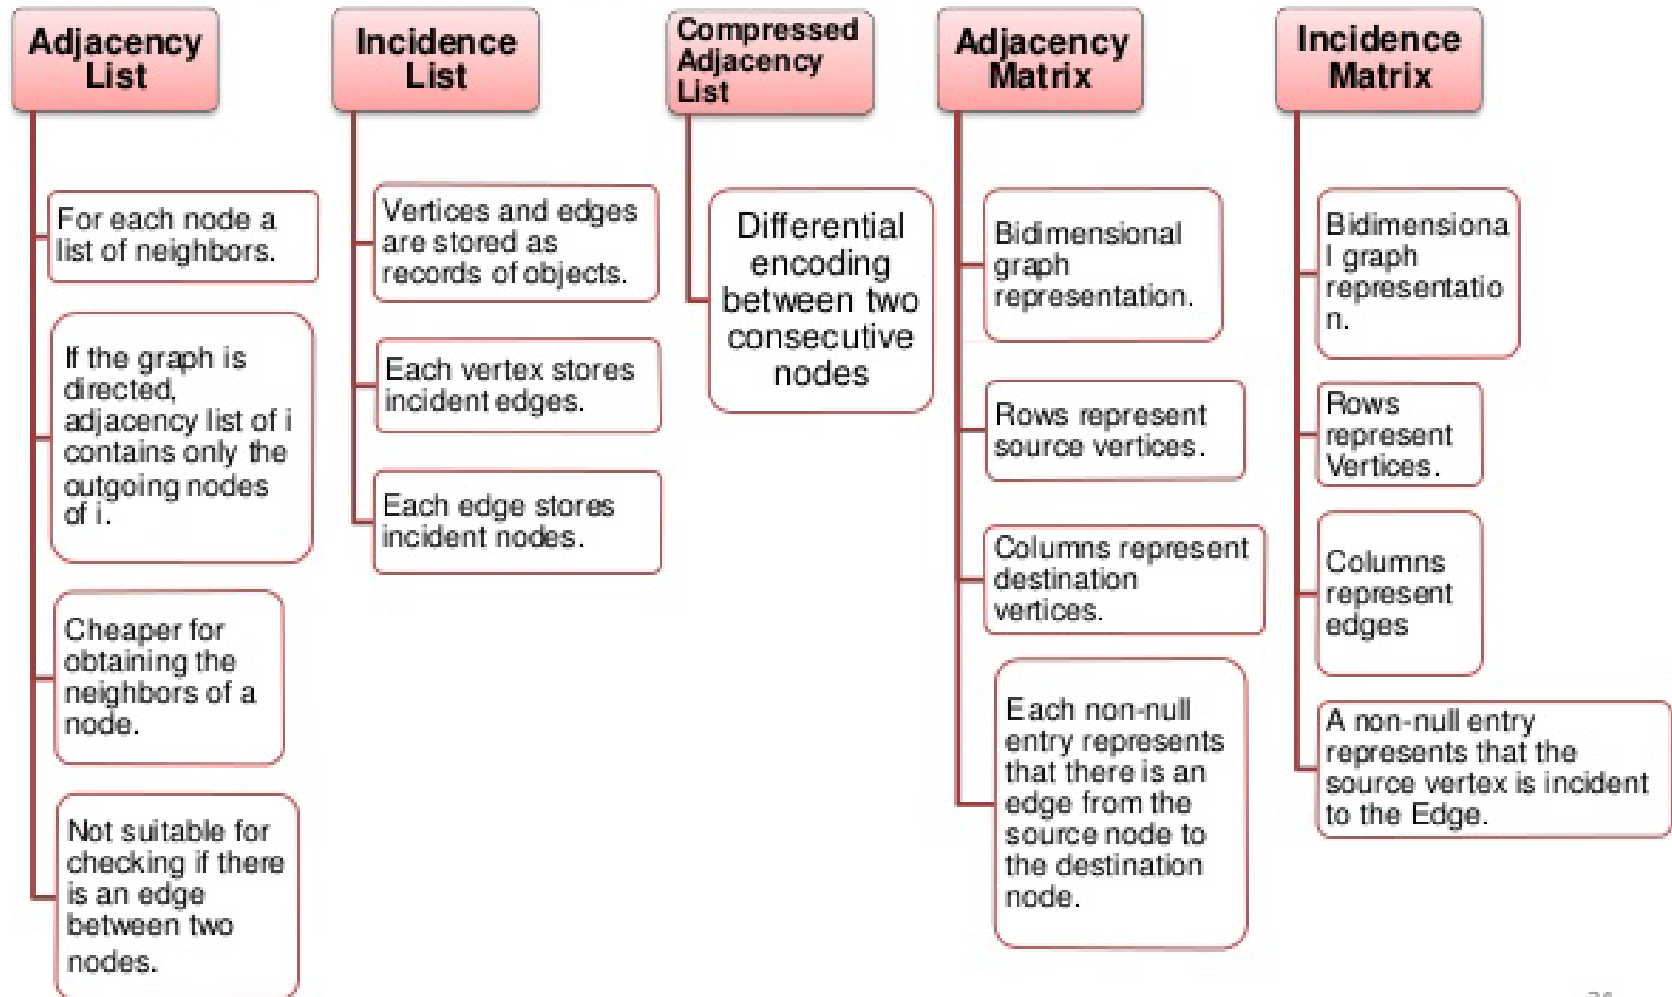 Adjacency
List
For each node a
list of neighbors.
If the graph is
directed,
adjacency list of i
contains only the
outgoing nodes
of i.
Cheaper for
obtaining the
neighbors of a
node.
Not suitable for
checking if there
is an edge
between two
nodes.
Incidence
List
Vertices and edges
are stored as
records of objects.
Each vertex stores
incident edges.
Each edge stores
incident nodes.
Compressed
Adjacency
List
Differential
encoding
between two
consecutive
nodes
Adjacency
Matrix
Bidimensional
graph
representation.
Rows represent
source vertices.
Columns represent
destination
vertices.
Each non-null
entry represents
that there is an
edge from the
source node to
the destination
node.
Incidence
Matrix
Bidimensiona
l graph
representatio
n.
Rows
represent
Vertices.
Columns
represent
edges
A non-null entry
represents that the
source vertex is incident
to the Edge.